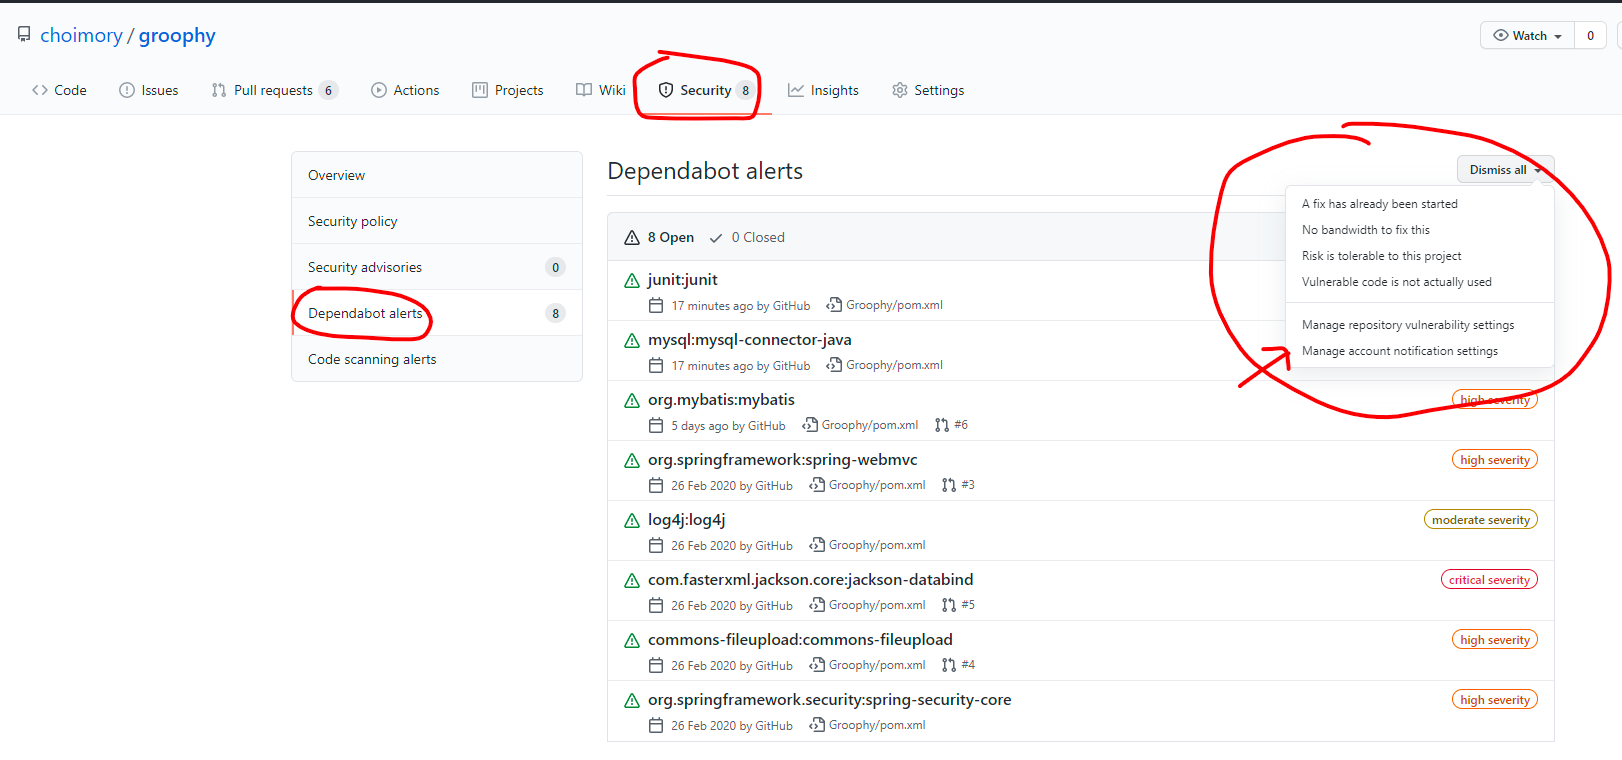 choimory / groophy
Watch 0
Code Issues Pull requests 6 Actions Projects Wiki Security 8 Insights Settings
Overview
Security policy
Security advisories 0
Dependabot alerts 8
Code scanning alerts
Dependabot alerts
Dismiss all
A fix has already been started
No bandwidth to fix this
Risk is tolerable to this project
Vulnerable code is not actually used
Manage repository vulnerability settings
Manage account notification settings
8 Open 0 Closed
junit:junit
17 minutes ago by GitHub Groophy/pom.xml
mysql:mysql-connector-java
17 minutes ago by GitHub Groophy/pom.xml
org.mybatis:mybatis high severity
5 days ago by GitHub Groophy/pom.xml #6
org.springframework:spring-webmvc high severity
26 Feb 2020 by GitHub Groophy/pom.xml #3
log4j:log4j moderate severity
26 Feb 2020 by GitHub Groophy/pom.xml
com.fasterxml.jackson.core:jackson-databind critical severity
26 Feb 2020 by GitHub Groophy/pom.xml #5
commons-fileupload:commons-fileupload high severity
26 Feb 2020 by GitHub Groophy/pom.xml #4
org.springframework.security:spring-security-core high severity
26 Feb 2020 by GitHub Groophy/pom.xml